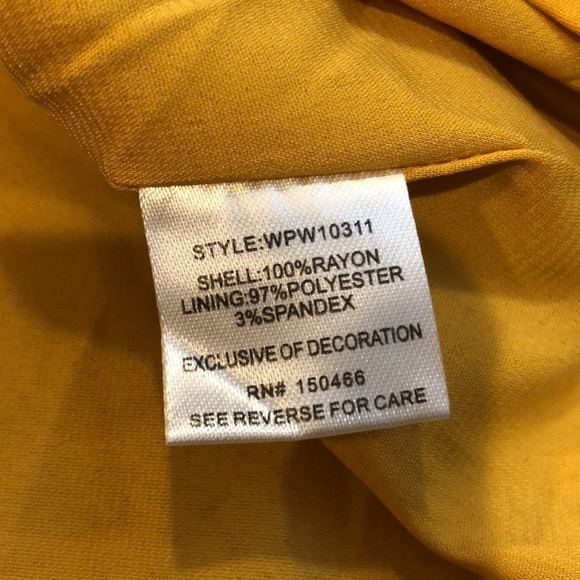 STYLE:WPW10311
SHELL:100%RAYON
LINING:97%POLYESTER
3%SPANDEX
EXCLUSIVE OF DECORATION
RN# 150466
SEE REVERSE FOR CARE